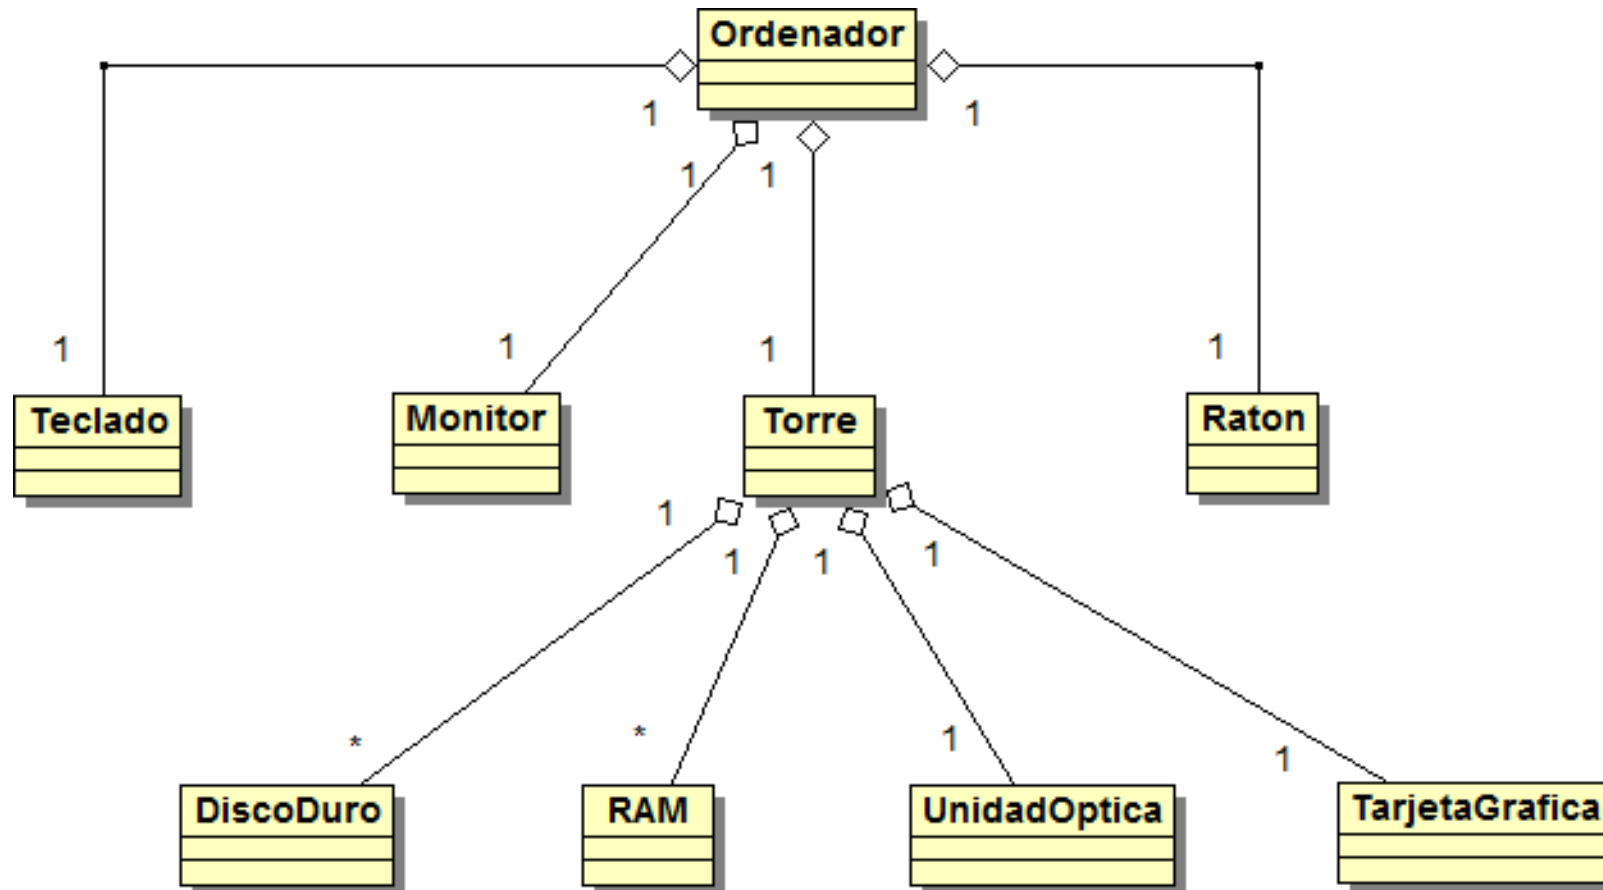 Ordenador
1
1
1
1
1
1
1
1
Teclado
Monitor
Torre
Raton
1
1
1
1
*
*
1
1
DiscoDuro
RAM
UnidadOptica
TarjetaGrafica